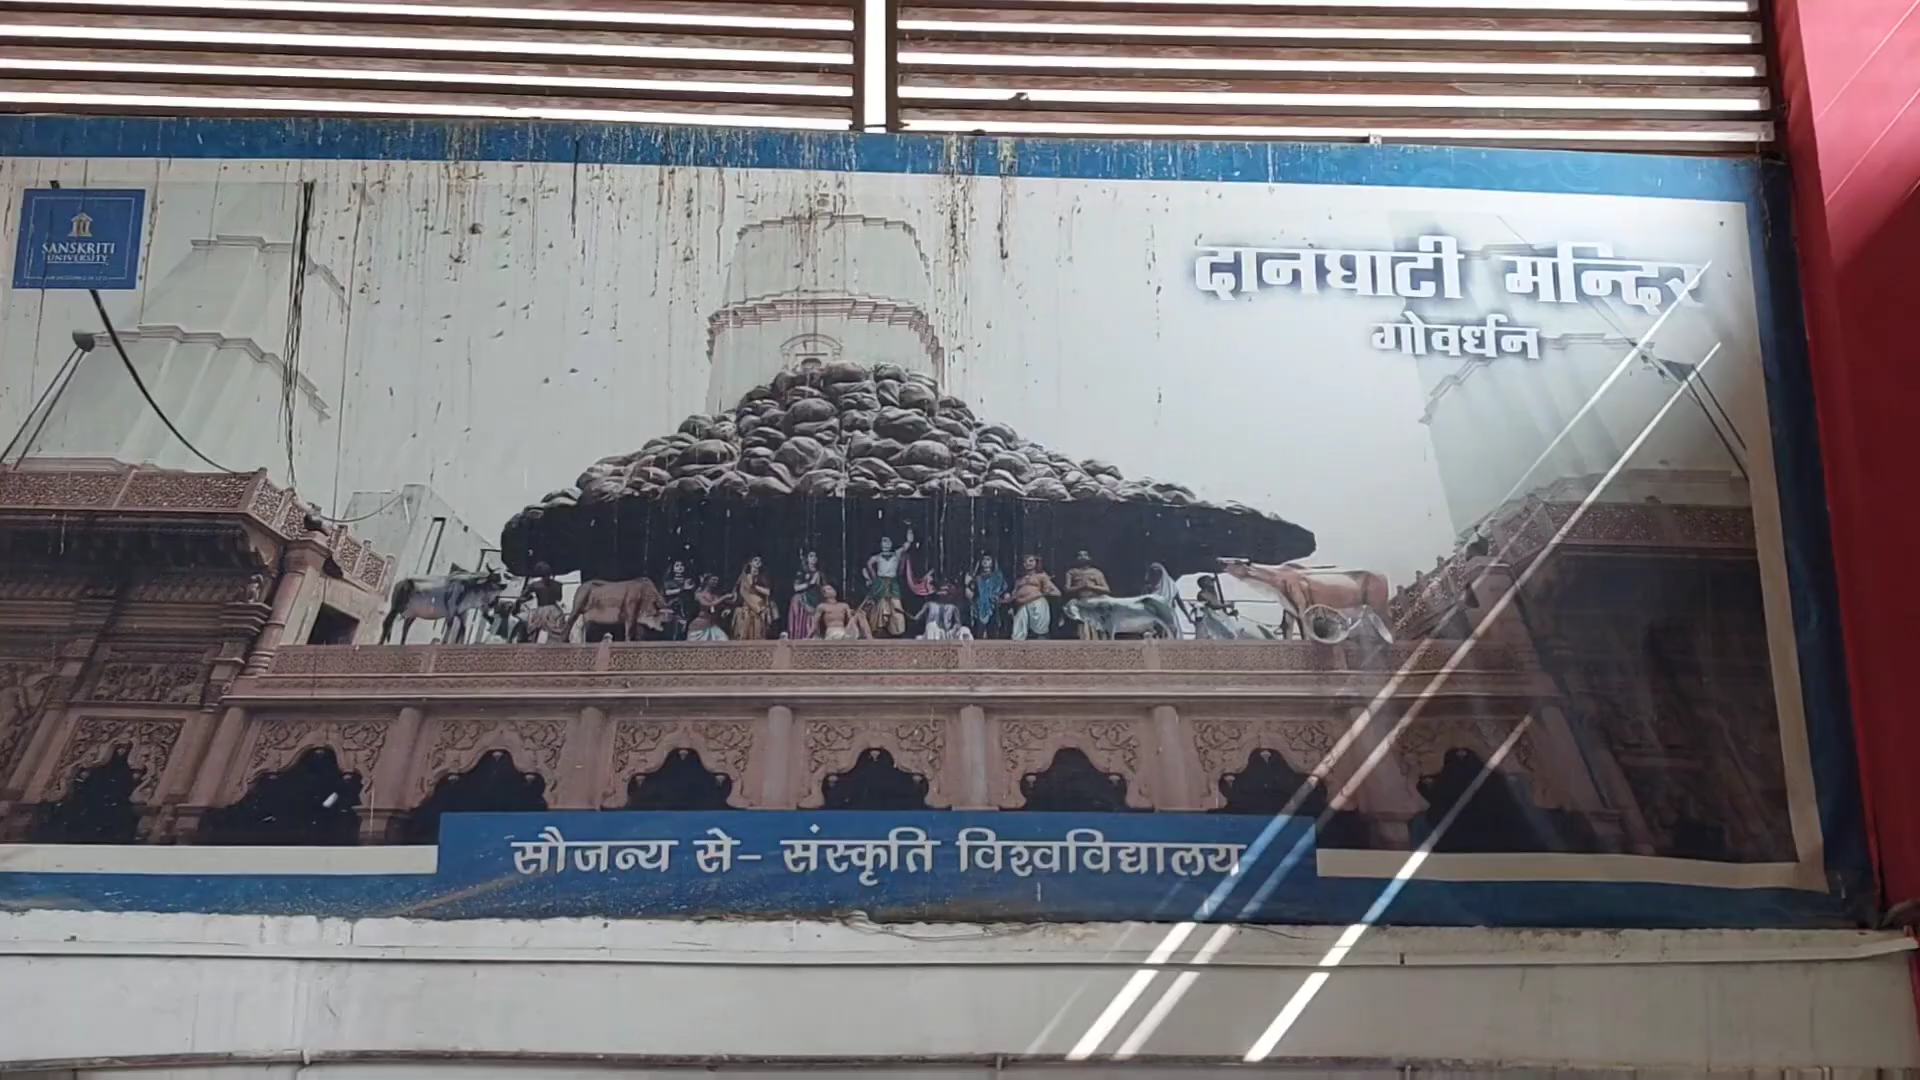 SANSKRITI
UNIVERSITY
दानघाटी मन्दिर
गोवर्धन
सौजन्य से- संस्कृति विश्वविद्यालय